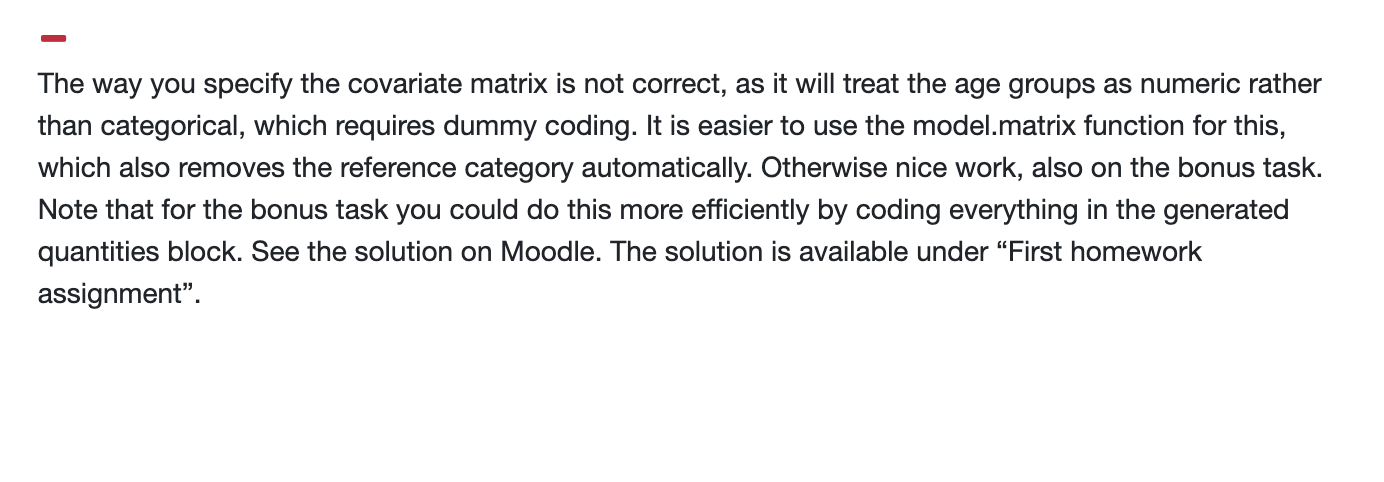 The way you specify the covariate matrix is not correct, as it will treat the age groups as numeric rather
than categorical, which requires dummy coding. It is easier to use the model.matrix function for this,
which also removes the reference category automatically. Otherwise nice work, also on the bonus task.
Note that for the bonus task you could do this more efficiently by coding everything in the generated
quantities block. See the solution on Moodle. The solution is available under “First homework
assignment”.